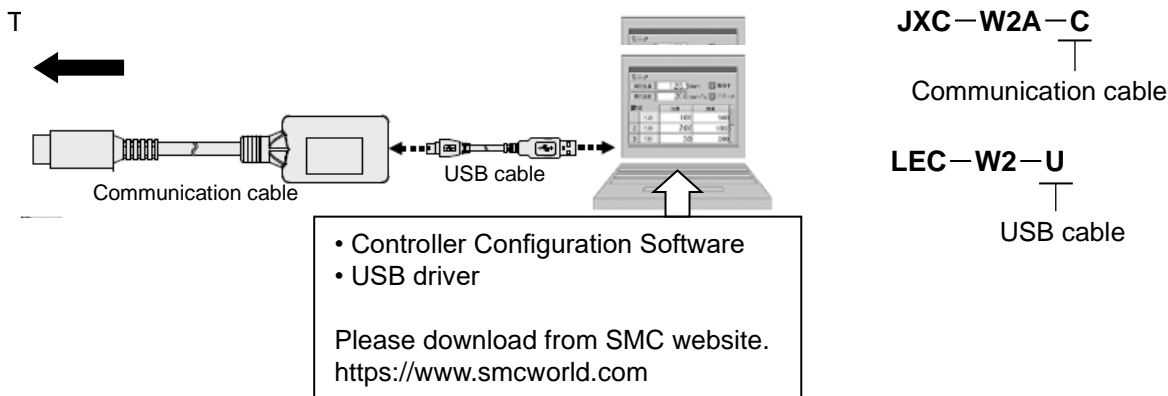 T
JXC－W2A－C
Communication cable
LEC－W2－U
USB cable
Communication cable
USB cable
• Controller Configuration Software
• USB driver
Please download from SMC website.
https://www.smcworld.com